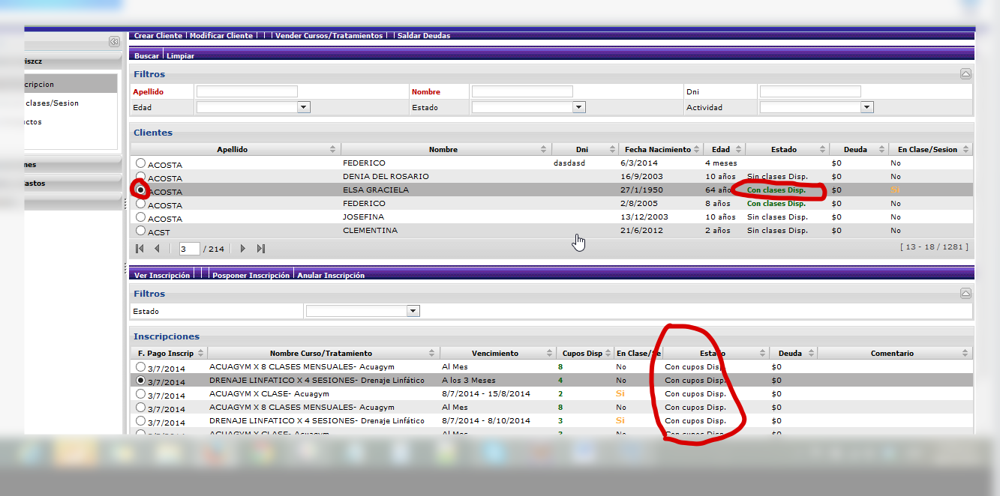 Crear Cliente Modificar Cliente Vender Cursos/Tratamientos Saldar Deudas
Buscar Limpiar
iszcz
cripcion
clases/Sesion
ctos
nes
astos
Filtros
Apellido Nombre Dni
Edad Estado Actividad
Clientes
Apellido Nombre Dni Fecha Nacimiento Edad Estado Deuda En Clase/Sesion
ACOSTA FEDERICO dasdasd 6/3/2014 4 meses $0 No
ACOSTA DENIA DEL ROSARIO 16/9/2003 10 años Sin clases Disp. $0 No
ACOSTA ELSA GRACIELA 27/1/1950 64 años Con clases Disp. $0 Si
ACOSTA FEDERICO 2/8/2005 8 años Con clases Disp. $0 No
ACOSTA JOSEFINA 13/12/2003 10 años Sin clases Disp. $0 No
ACST CLEMENTINA 21/6/2012 2 años Sin clases Disp. $0 No
3 / 214 [ 13 - 18 / 1281 ]
Ver Inscripción Posponer Inscripción Anular Inscripción
Filtros
Estado
Inscripciones
F. Pago Inscrip Nombre Curso/Tratamiento Vencimiento Cupos Disp En Clase/Se Estado Deuda Comentario
3/7/2014 ACUAGYM X 8 CLASES MENSUALES- Acuagym Al Mes 8 No Con cupos Disp. $0
3/7/2014 DRENAJE LINFATICO X 4 SESIONES- Drenaje Linfático A los 3 Meses 4 No Con cupos Disp. $0
3/7/2014 ACUAGYM X CLASE- Acuagym 8/7/2014 - 15/8/2014 2 Si Con cupos Disp. $0
3/7/2014 ACUAGYM X 8 CLASES MENSUALES- Acuagym Al Mes 8 No Con cupos Disp. $0
3/7/2014 DRENAJE LINFATICO X 4 SESIONES- Drenaje Linfático 8/7/2014 - 8/10/2014 3 Si Con cupos Disp. $0
ACUAGYM X CLASE- Acuagym Al Mes No Con cupos Disp. $0